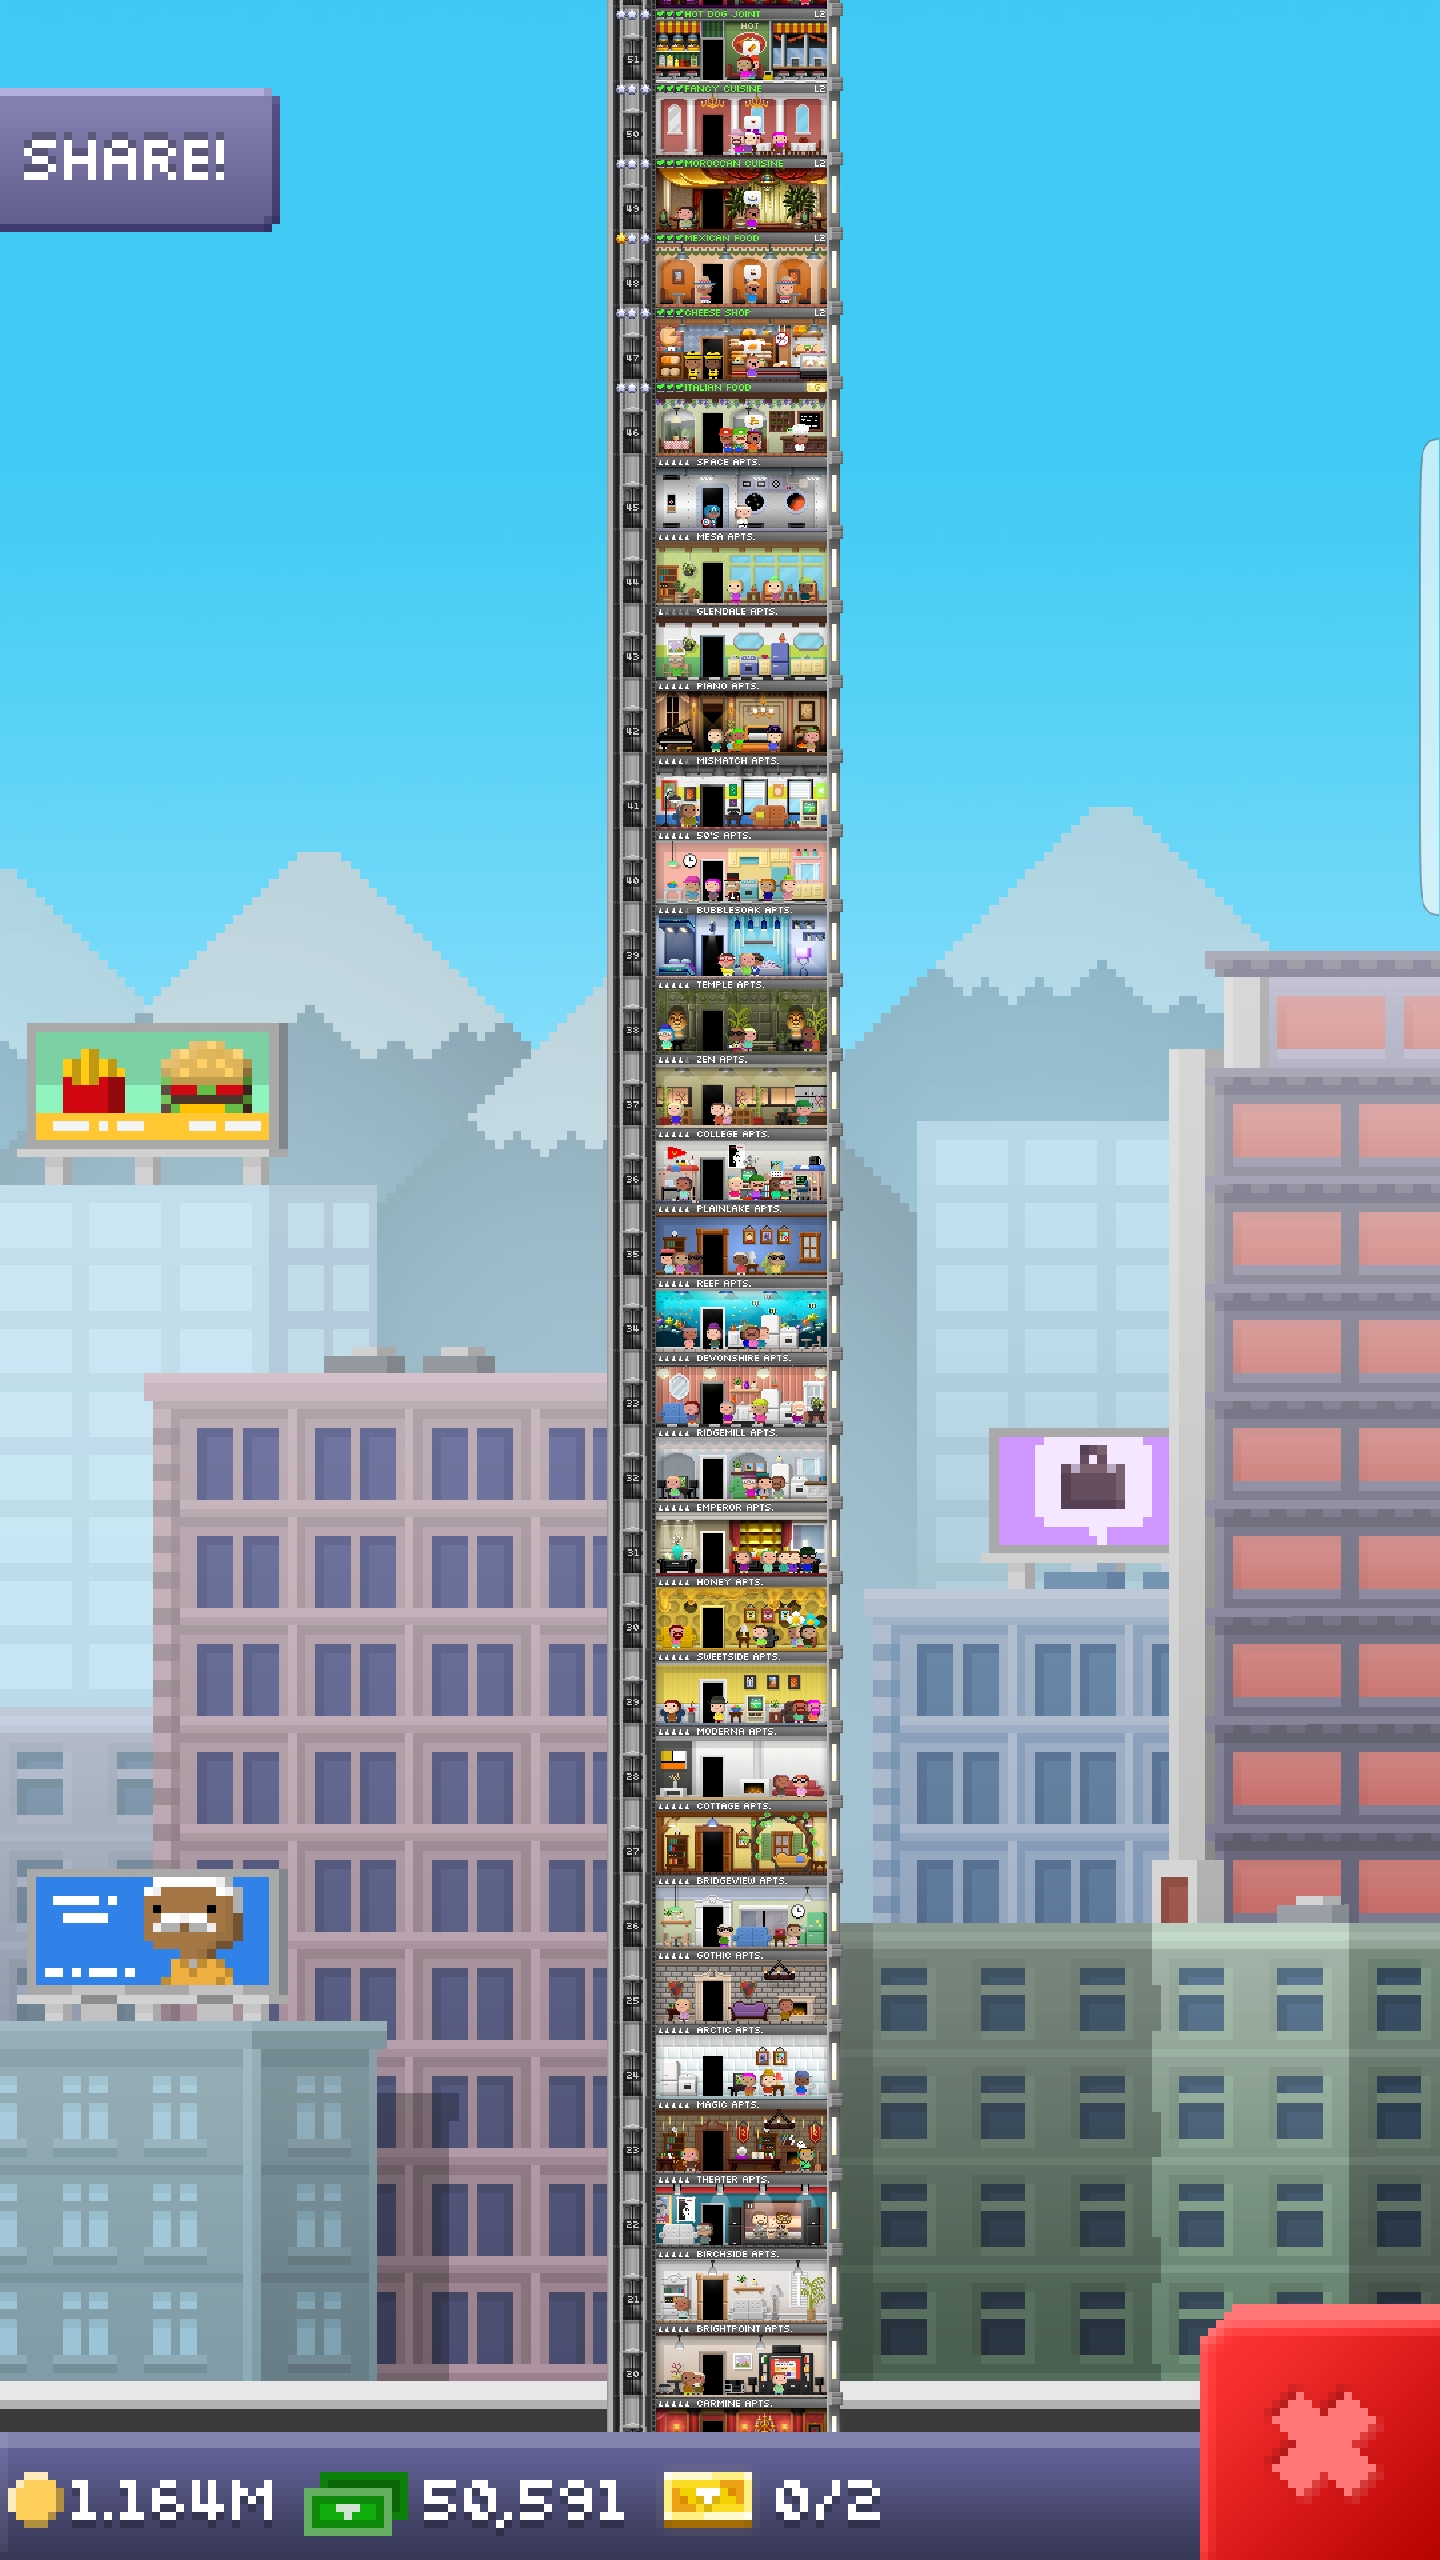 HOT DOG JOINT L2
HOT
51
SHARE!
FANCY CUISINE L2
50
MOROCCAN CUISINE L2
49
MEXICAN FOOD L2
48
CHEESE SHOP L2
47
ITALIAN FOOD
46
SPACE APTS.
45
MESA APTS.
44
GLENDALE APTS.
43
PIANO APTS.
42
MISMATCH APTS.
41
50'S APTS.
40
BUBBLESOAK APTS.
39
TEMPLE APTS.
38
ZEN APTS.
37
COLLEGE APTS.
36
PLAINLAKE APTS.
35
REEF APTS.
34
DEVONSHIRE APTS.
33
RIDGEMILL APTS.
32
EMPEROR APTS.
31
HONEY APTS.
30
SWEETSIDE APTS.
29
MODERNA APTS.
28
COTTAGE APTS.
27
BRIDGEVIEW APTS.
26
GOTHIC APTS.
25
ARCTIC APTS.
24
MAGIC APTS.
23
THEATER APTS.
22
BIRCHSIDE APTS.
21
BRIGHTPOINT APTS.
20
CARMINE APTS.
1.164M 50,591 0/2